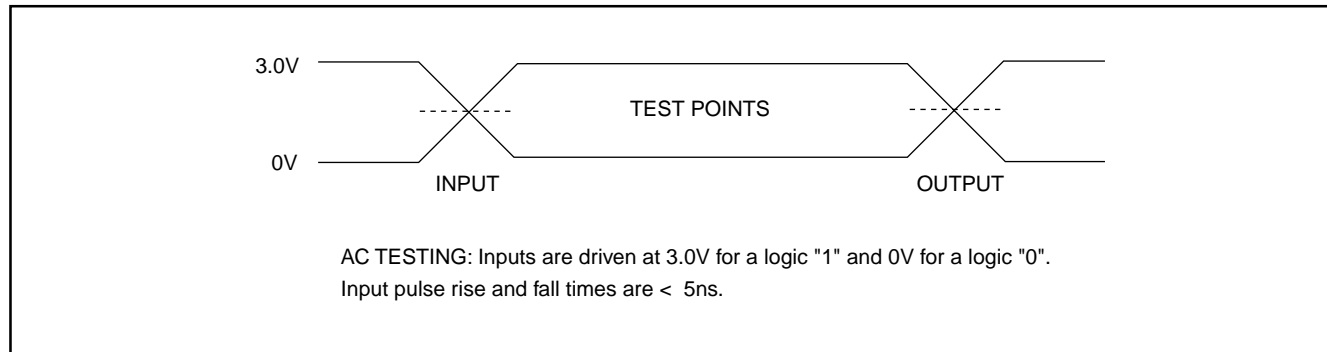 3.0V
TEST POINTS
0V
INPUT
OUTPUT
AC TESTING: Inputs are driven at 3.0V for a logic "1" and 0V for a logic "0".
Input pulse rise and fall times are < 5ns.